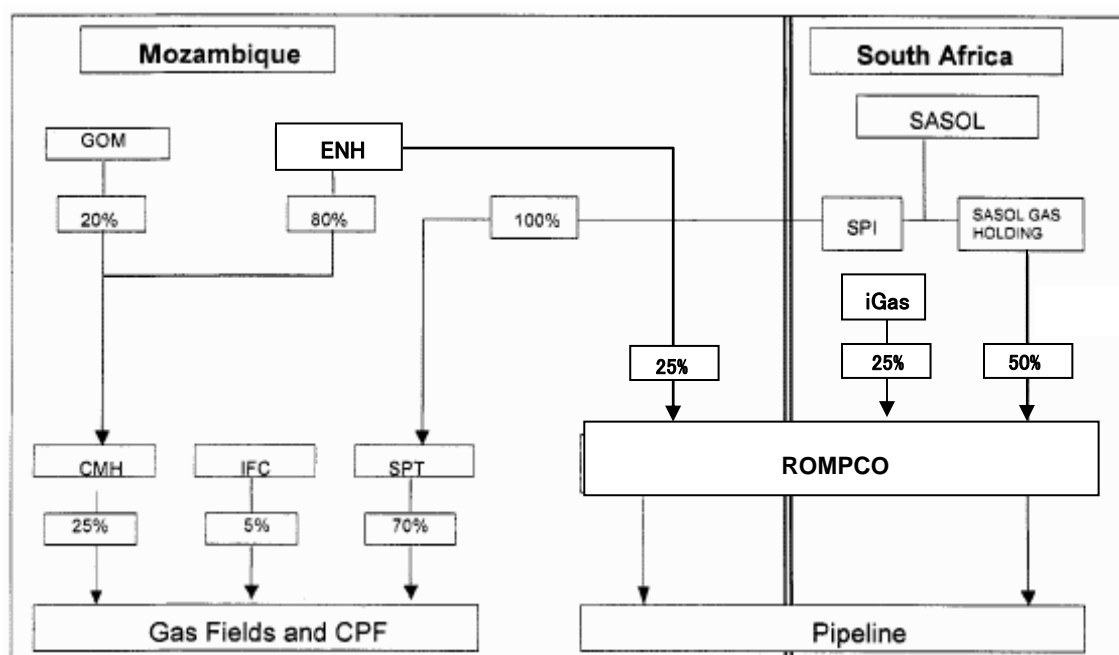 Mozambique
South Africa
SASOL
GOM
ENH
20%
80%
100%
SPI
SASOL GAS
HOLDING
iGas
25%
25%
50%
CMH
IFC
SPT
ROMPCO
25%
5%
70%
Gas Fields and CPF
Pipeline